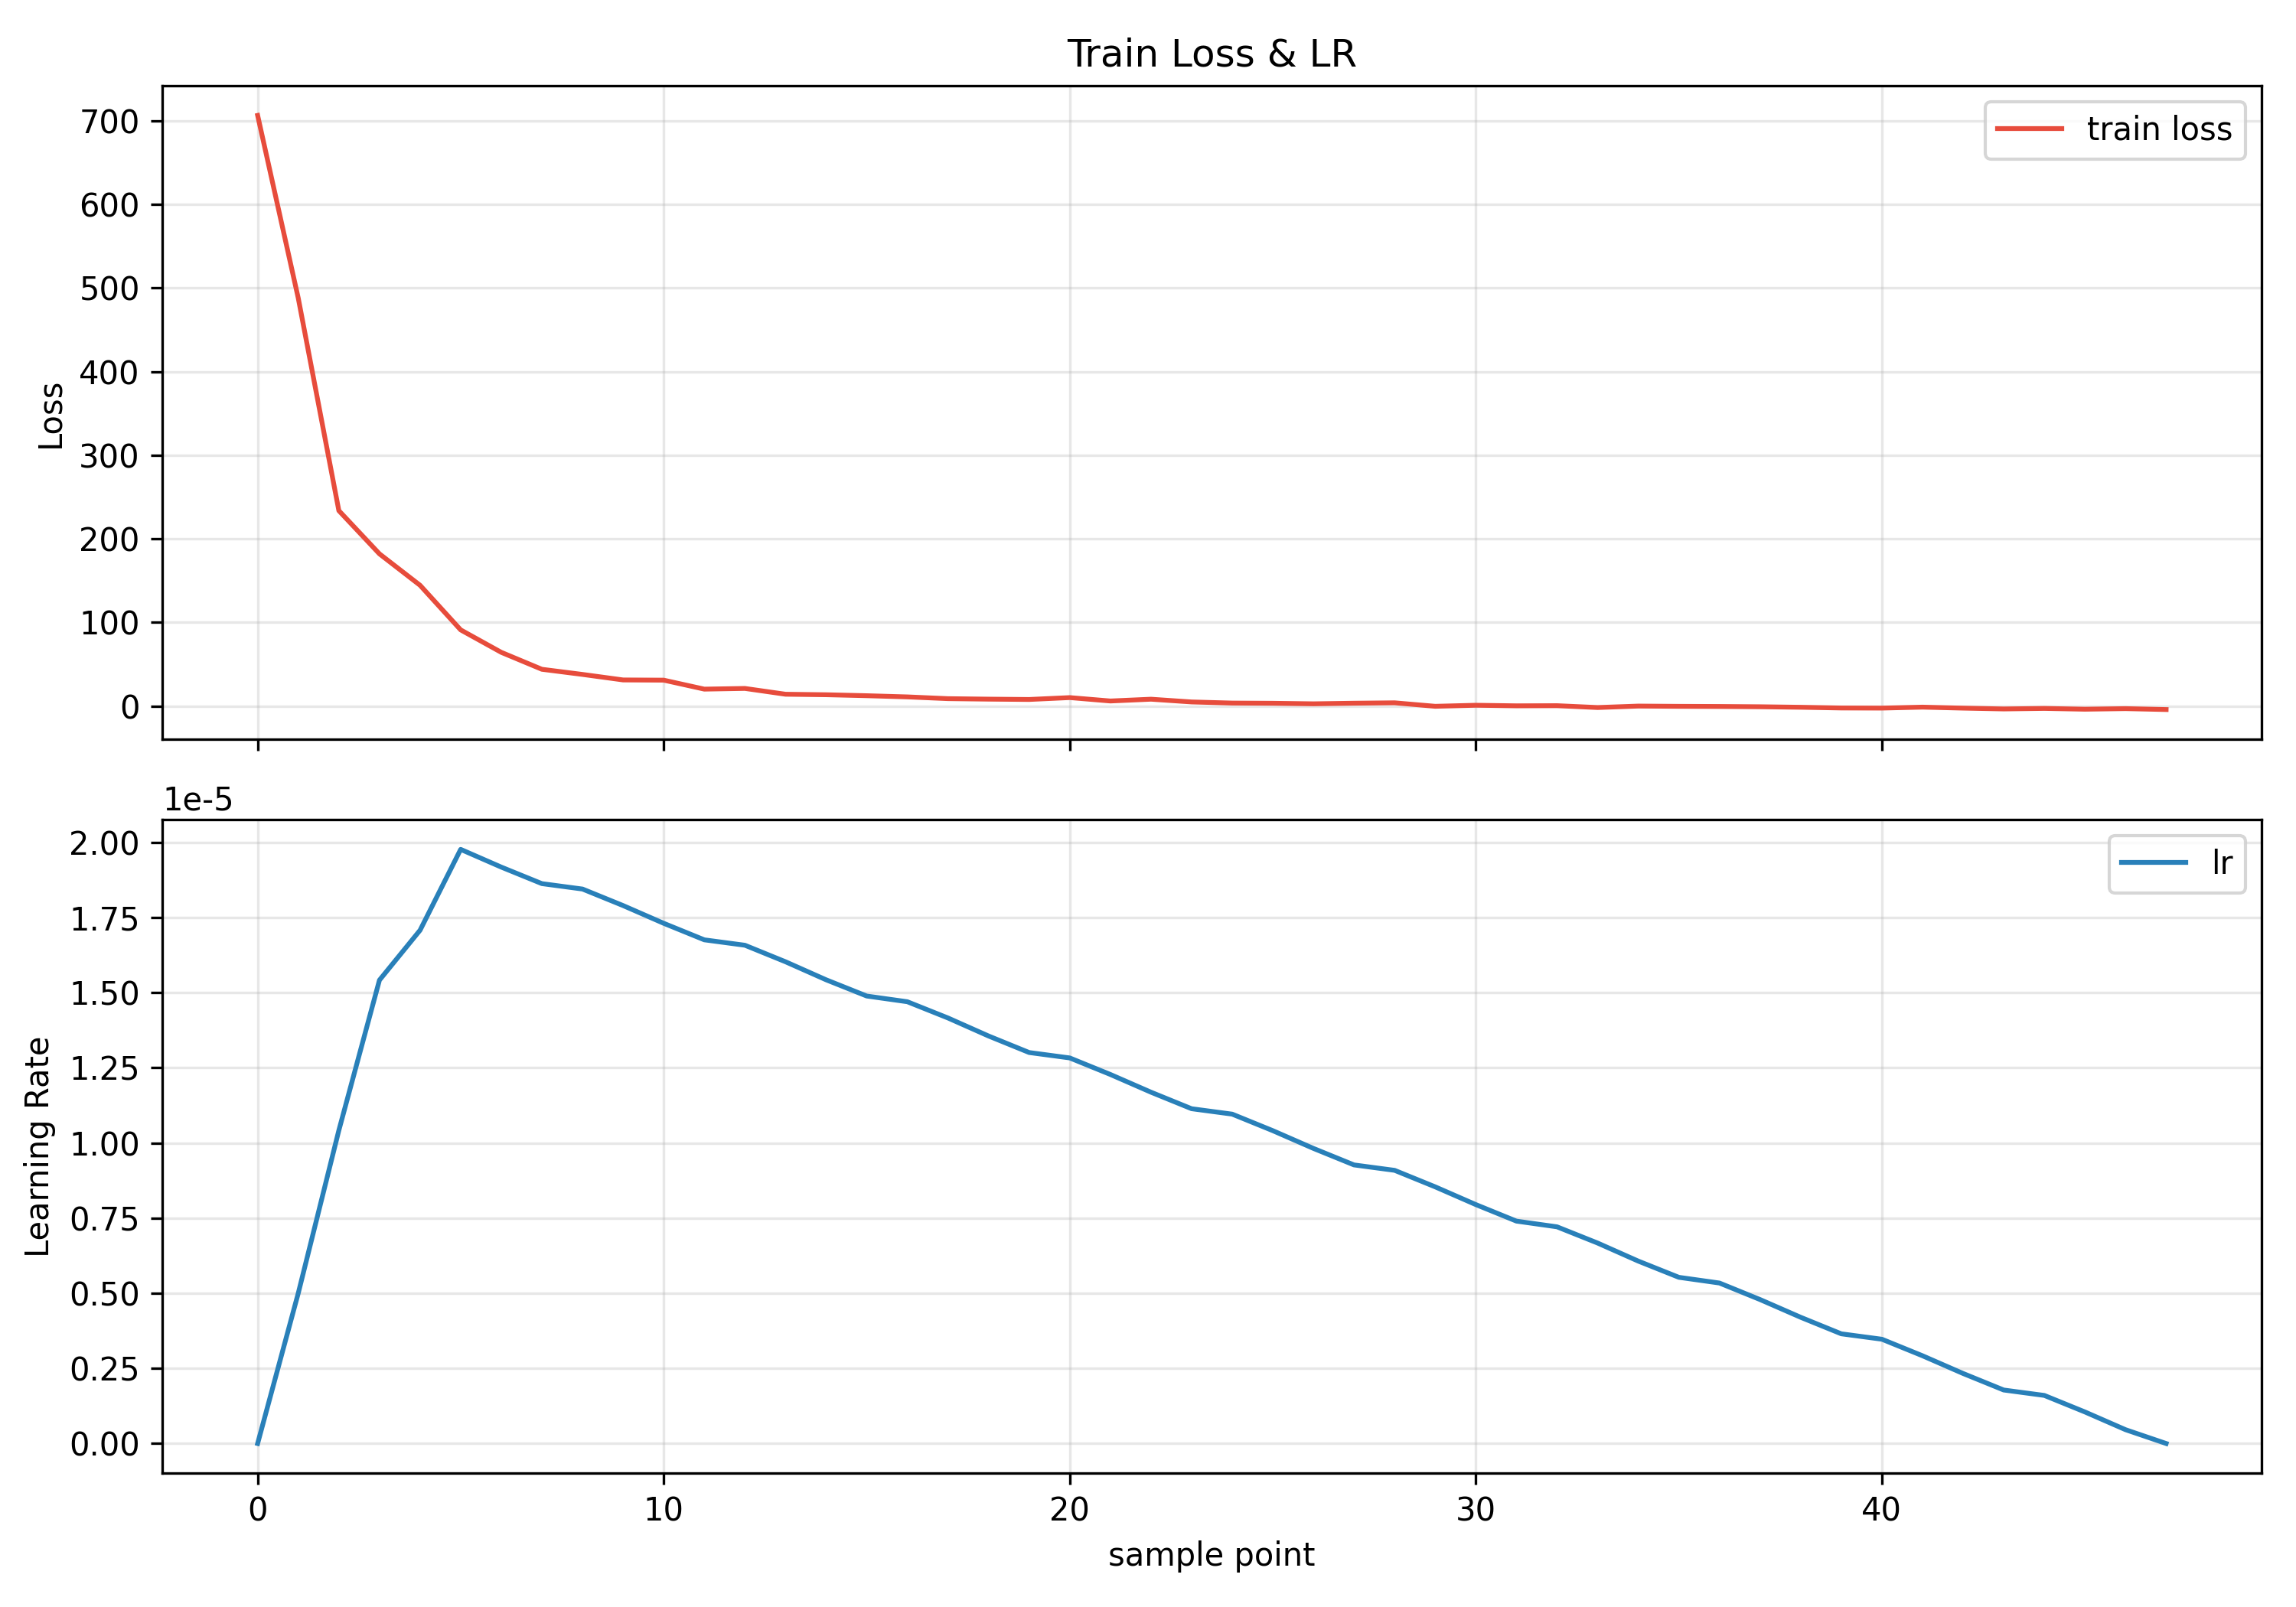 Train Loss & LR
train loss
700
600
500
400
300
200
100
0
Loss
1e-5
lr
2.00
1.75
1.50
1.25
1.00
0.75
0.50
0.25
0.00
Learning Rate
0 10 20 30 40
sample point